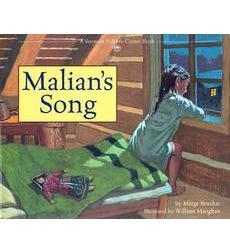 A Vermont Folklife Center Book
Malian's
Song
By Marge Bruchac
Illustrated by William Maughan